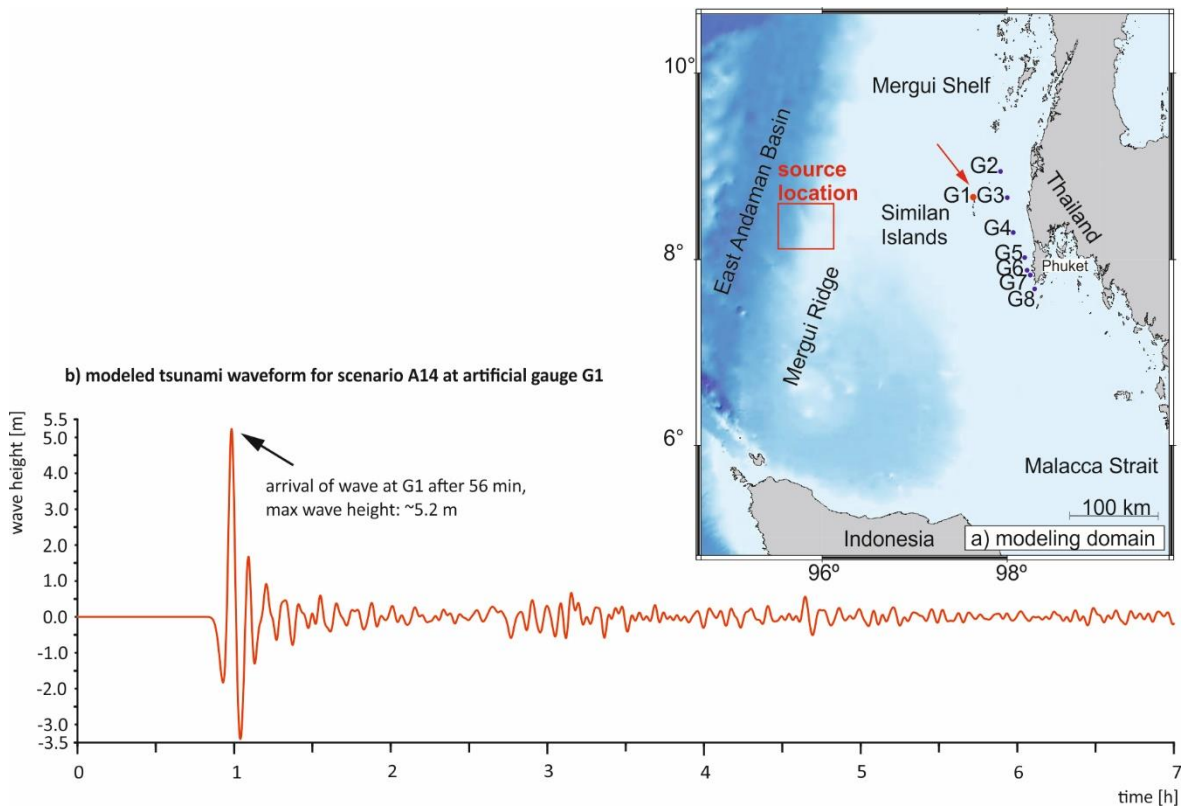 10°
Mergui Shelf
East Andaman Basin
source
location
G2
G1
G3
Thailand
Similan
Islands
G4
8°
G5
G6
Phuket
G7
G8
Mergui Ridge
6°
Malacca Strait
100 km
Indonesia
a) modeling domain
96°
98°
b) modeled tsunami waveform for scenario A14 at artificial gauge G1
wave height [m]
5.5
5.0
4.0
3.0
2.0
1.0
0.0
-1.0
-2.0
-3.0
-3.5
arrival of wave at G1 after 56 min,
max wave height: ~5.2 m
0 1 2 3 4 5 6 7
time [h]